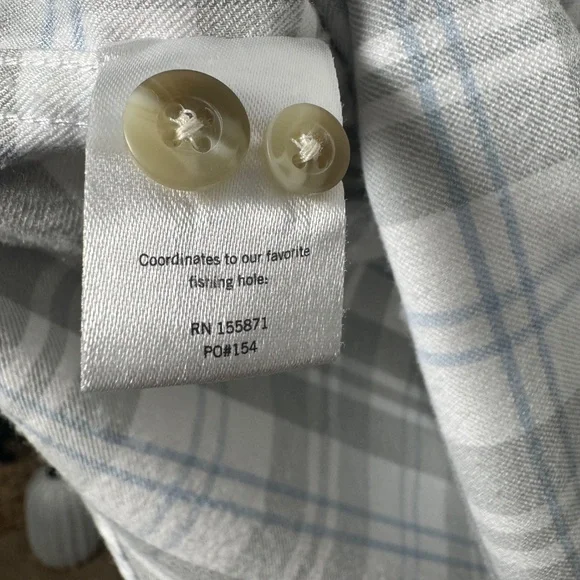 Coordinates to our favorite
fishing hole:
RN 155871
PO#154